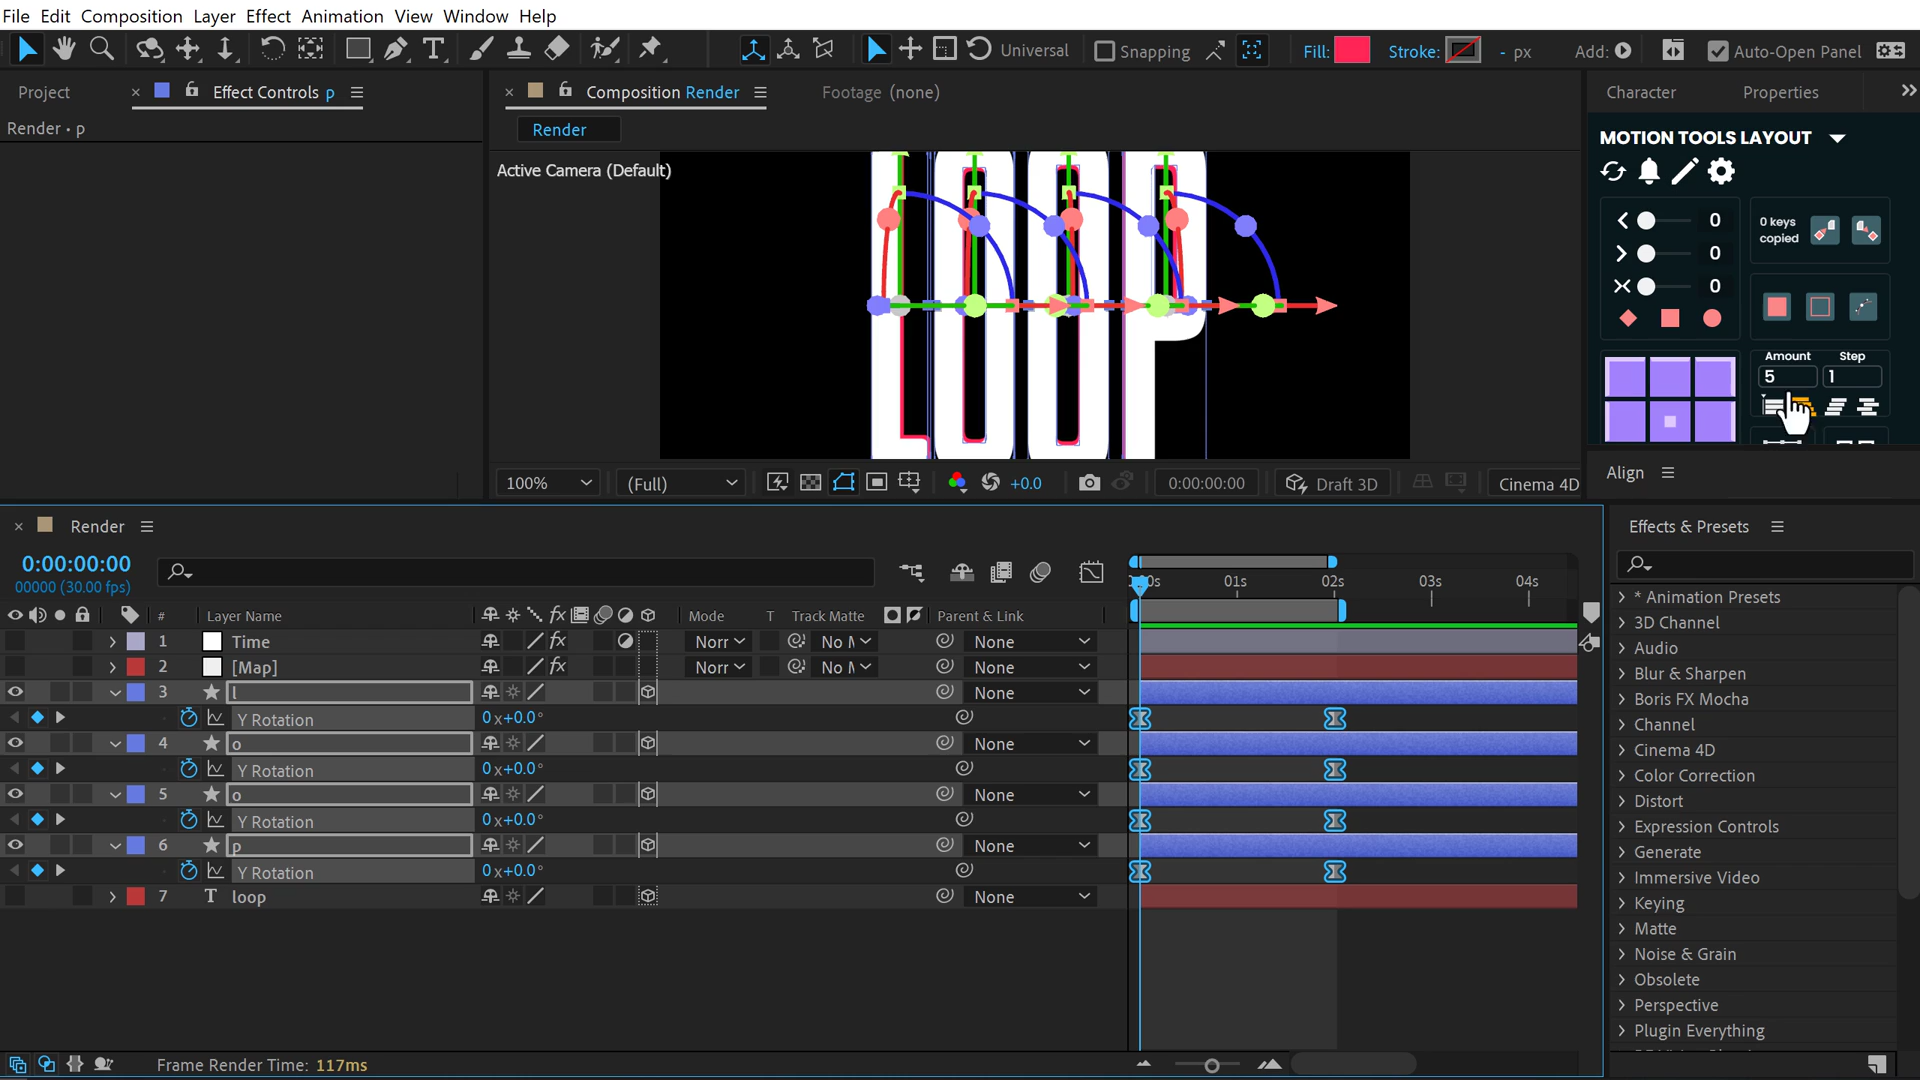 File Edit Composition Layer Effect Animation View Window Help
Universal Snapping Fill: Stroke: - px Add: Auto-Open Panel
Project × Effect Controls p × Composition Render Footage (none) Character Properties
Render • p
Render
MOTION TOOLS LAYOUT
Active Camera (Default)
LOOP
0
0 keys copied
0
0
Amount Step
5 1
100% (Full) +0.0 0:00:00:00 Draft 3D Cinema 4D
Align
× Render
Effects & Presets
0:00:00:00
00000 (30.00 fps)
01s 02s 03s 04s
# Layer Name Mode T Track Matte Parent & Link
1 Time Norr No None
2 [Map] Norr No None
3 l None
Y Rotation 0x+0.0°
4 o None
Y Rotation 0x+0.0°
5 o None
Y Rotation 0x+0.0°
6 p None
Y Rotation 0x+0.0°
7 T loop None
* Animation Presets
3D Channel
Audio
Blur & Sharpen
Boris FX Mocha
Channel
Cinema 4D
Color Correction
Distort
Expression Controls
Generate
Immersive Video
Keying
Matte
Noise & Grain
Obsolete
Perspective
Plugin Everything
Frame Render Time: 117ms